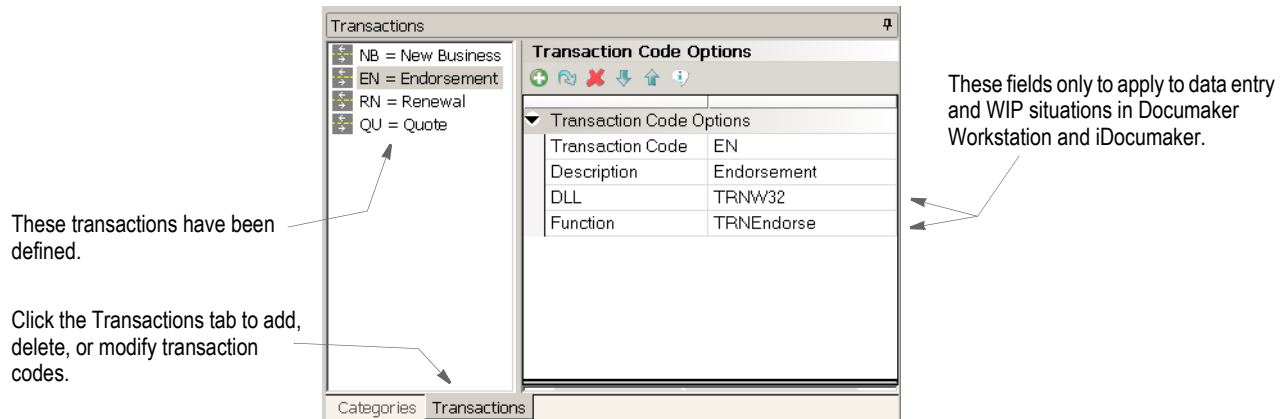 Transactions
NB = New Business
EN = Endorsement
RN = Renewal
QU = Quote
Transaction Code Options
Transaction Code Options
Transaction Code EN
Description Endorsement
DLL TRNW32
Function TRNEndorse
Categories Transactions
These transactions have been
defined.
Click the Transactions tab to add,
delete, or modify transaction
codes.
These fields only to apply to data entry
and WIP situations in Documaker
Workstation and iDocumaker.